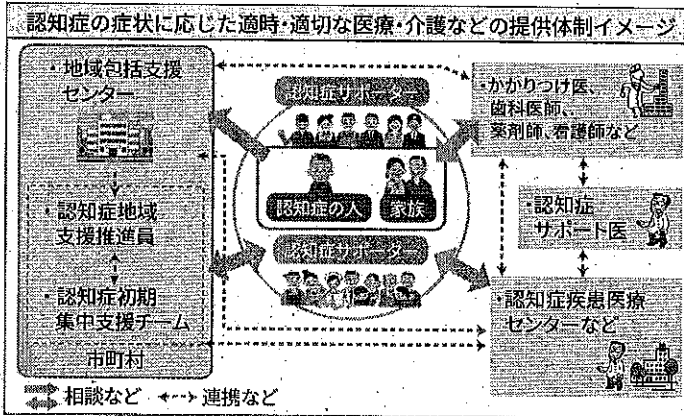 認知症の症状に応じた適時・適切な医療・介護などの提供体制イメージ
・地域包括支援
センター
・認知症地域
支援推進員
・認知症初期
集中支援チーム
市町村
認知症サポーター
認知症の人
家族
認知症サポーター
・かかりつけ医、
歯科医師、
薬剤師、看護師など
・認知症
サポート医
・認知症疾患医療
センターなど
相談など
連携など